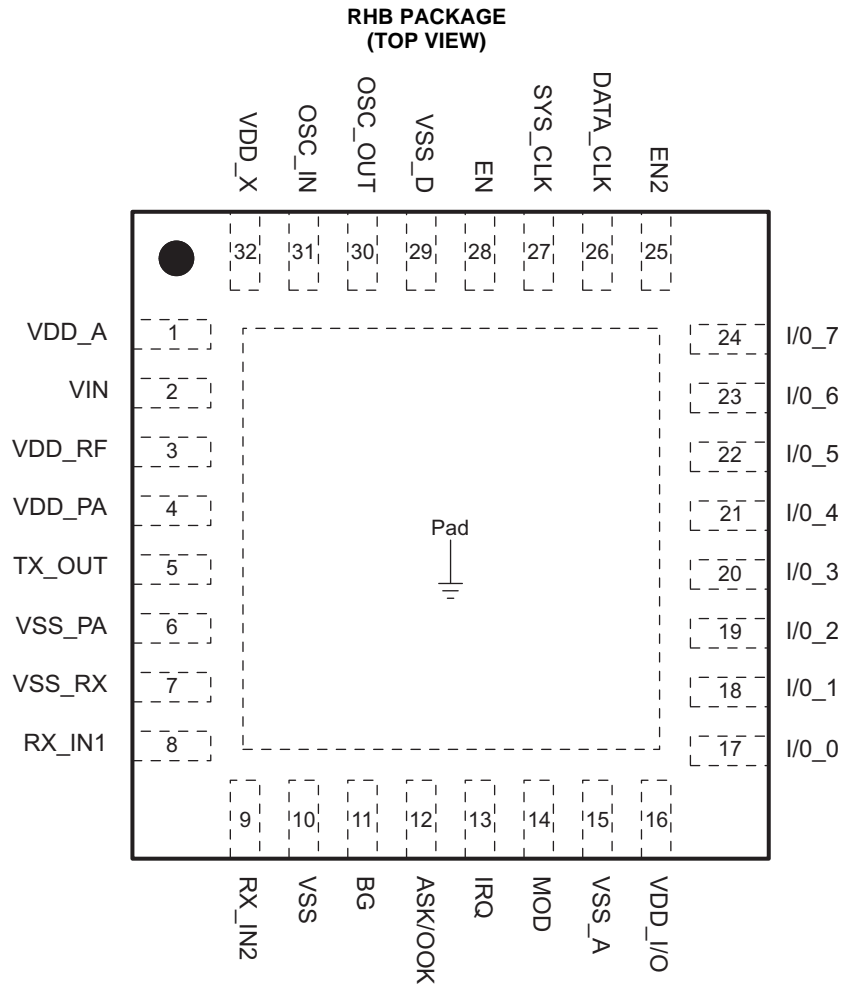 RHB PACKAGE
(TOP VIEW)
VDD_X
OSC_IN
OSC_OUT
VSS_D
EN
SYS_CLK
DATA_CLK
EN2
32
31
30
29
28
27
26
25
VDD_A 1
VIN 2
VDD_RF 3
VDD_PA 4
TX_OUT 5
VSS_PA 6
VSS_RX 7
RX_IN1 8
24 I/0_7
23 I/0_6
22 I/0_5
21 I/0_4
20 I/0_3
19 I/0_2
18 I/0_1
17 I/0_0
Pad
9
10
11
12
13
14
15
16
RX_IN2
VSS
BG
ASK/OOK
IRQ
MOD
VSS_A
VDD_I/O